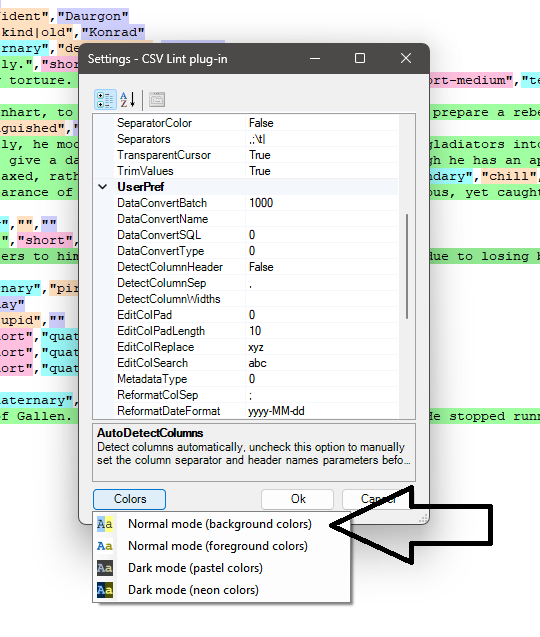 ident","Daurgon"
kind|old","Konrad"
ernary","de
ly.","shor
r torture.
ort-medium","te
enhart, to
prepare a rebe
guished","
ly, he moo
gladiators into
o give a da
gh he has an ap
axed, rath
ndary","chill",
arance of
ous, yet caught
","",""
","short",
ers to him
due to losing b
nary","pir
ay"
upid",""
ort","quat
ort","quat
ort","quat
aternary",
of Gallen.
He stopped runn
Settings - CSV Lint plug-in
SeparatorColor False
Separators ,;\t|
TransparentCursor True
TrimValues True
UserPref
DataConvertBatch 1000
DataConvertName
DataConvertSQL 0
DataConvertType 0
DetectColumnHeader False
DetectColumnSep ,
DetectColumnWidths
EditColPad 0
EditColPadLength 10
EditColReplace xyz
EditColSearch abc
MetadataType 0
ReformatColSep ;
ReformatDateFormat yyyy-MM-dd
AutoDetectColumns
Detect columns automatically, uncheck this option to manually
set the column separator and header names parameters befo...
Colors Ok Cancel
Aa Normal mode (background colors)
Aa Normal mode (foreground colors)
Aa Dark mode (pastel colors)
Aa Dark mode (neon colors)